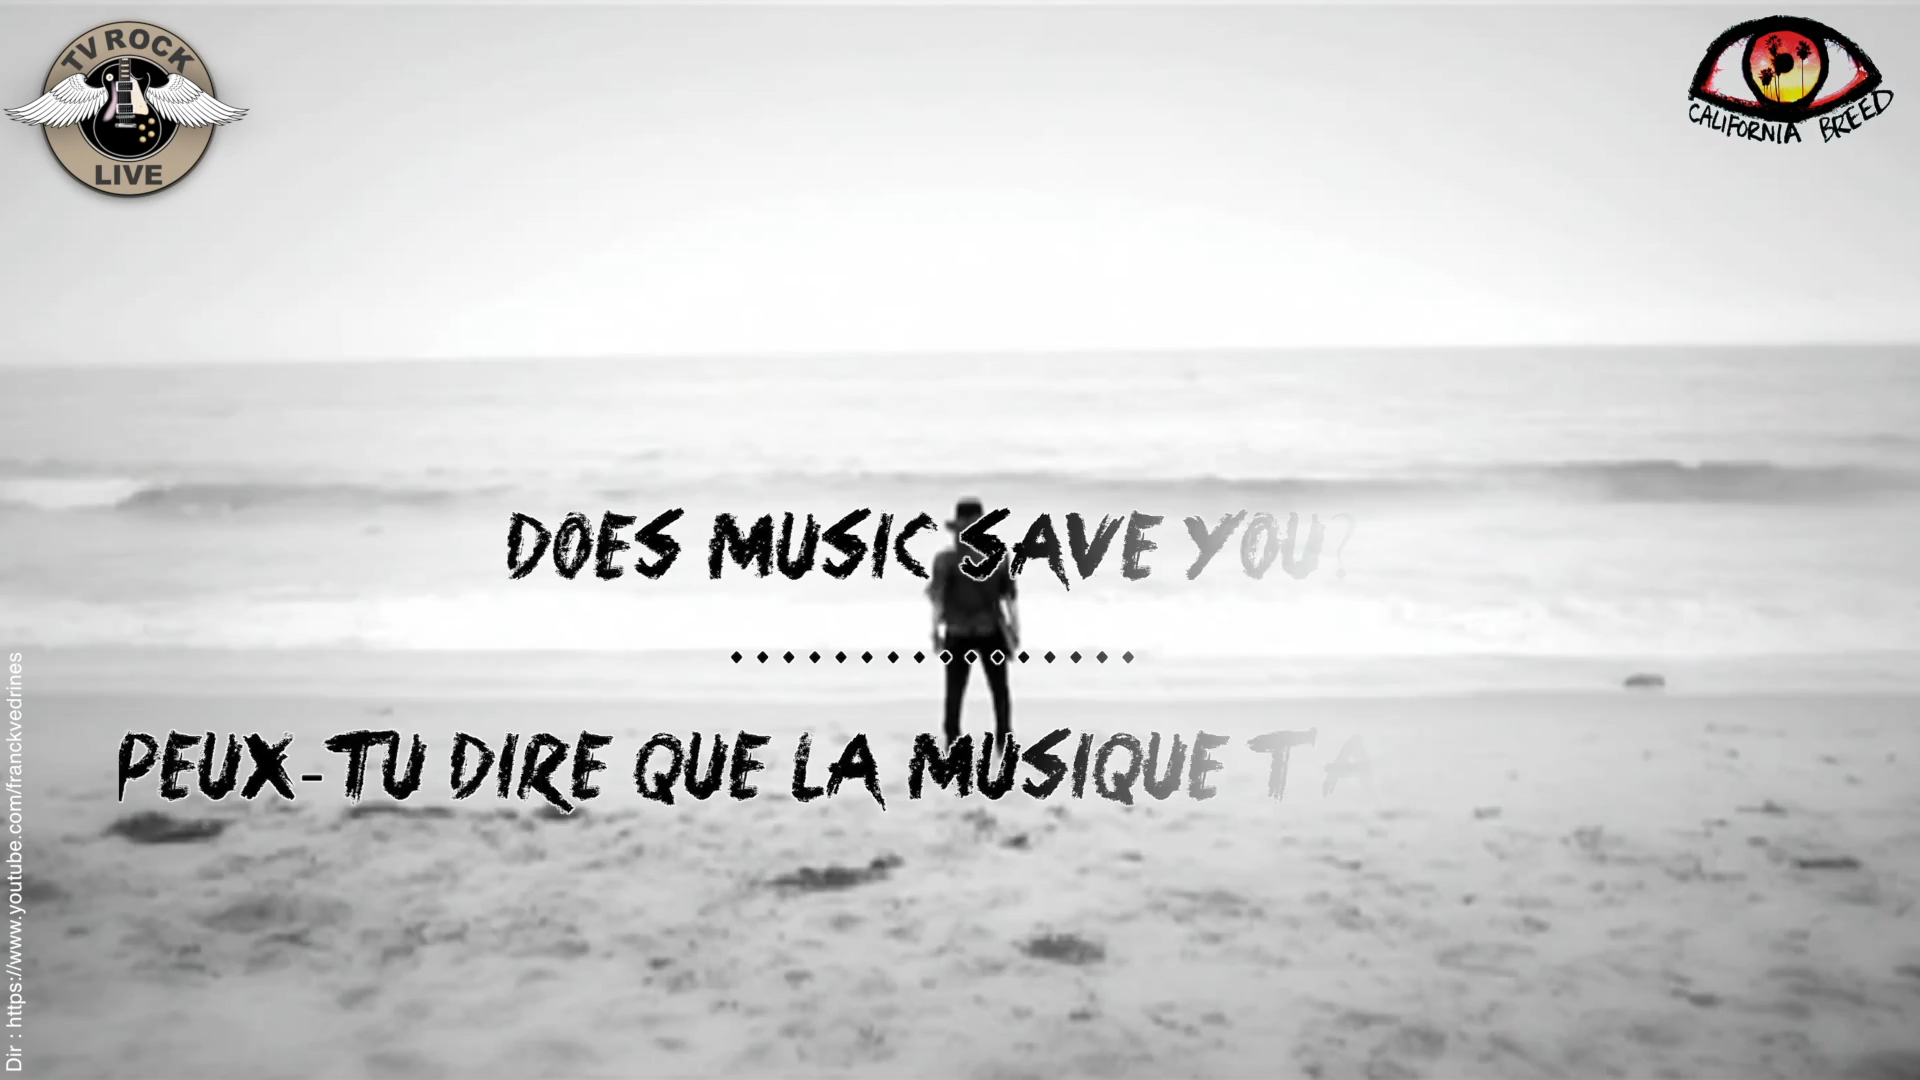 TV ROCK
LIVE
CALIFORNIA BREED
DOES MUSIC SAVE YOU?
PEUX-TU DIRE QUE LA MUSIQUE T A
Dir : https://www.youtube.com/franckvedrines